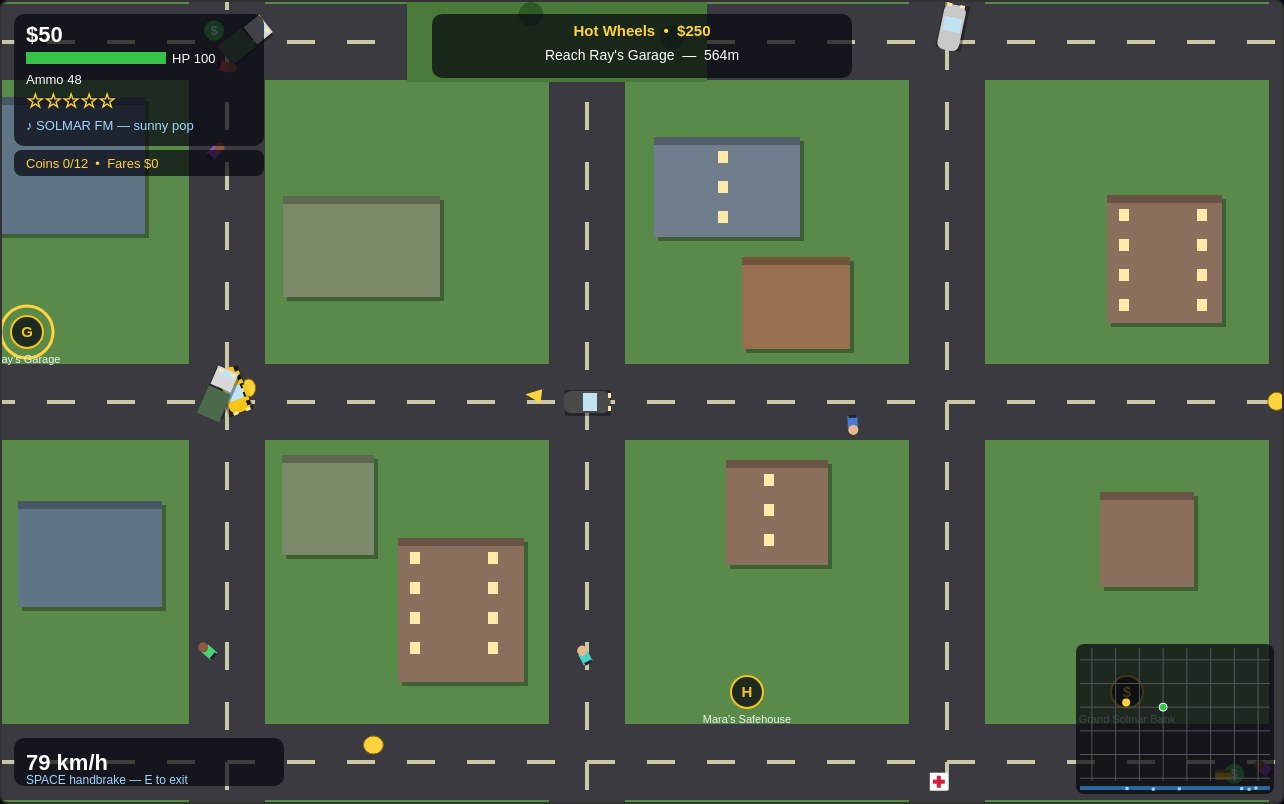 $50
HP 100
Ammo 48
☆☆☆☆☆
♪ SOLMAR FM — sunny pop
Coins 0/12 • Fares $0
$
Hot Wheels • $250
Reach Ray's Garage — 564m
G
ay's Garage
H
Mara's Safehouse
$
Grand Solmar Bank
$
79 km/h
SPACE handbrake — E to exit